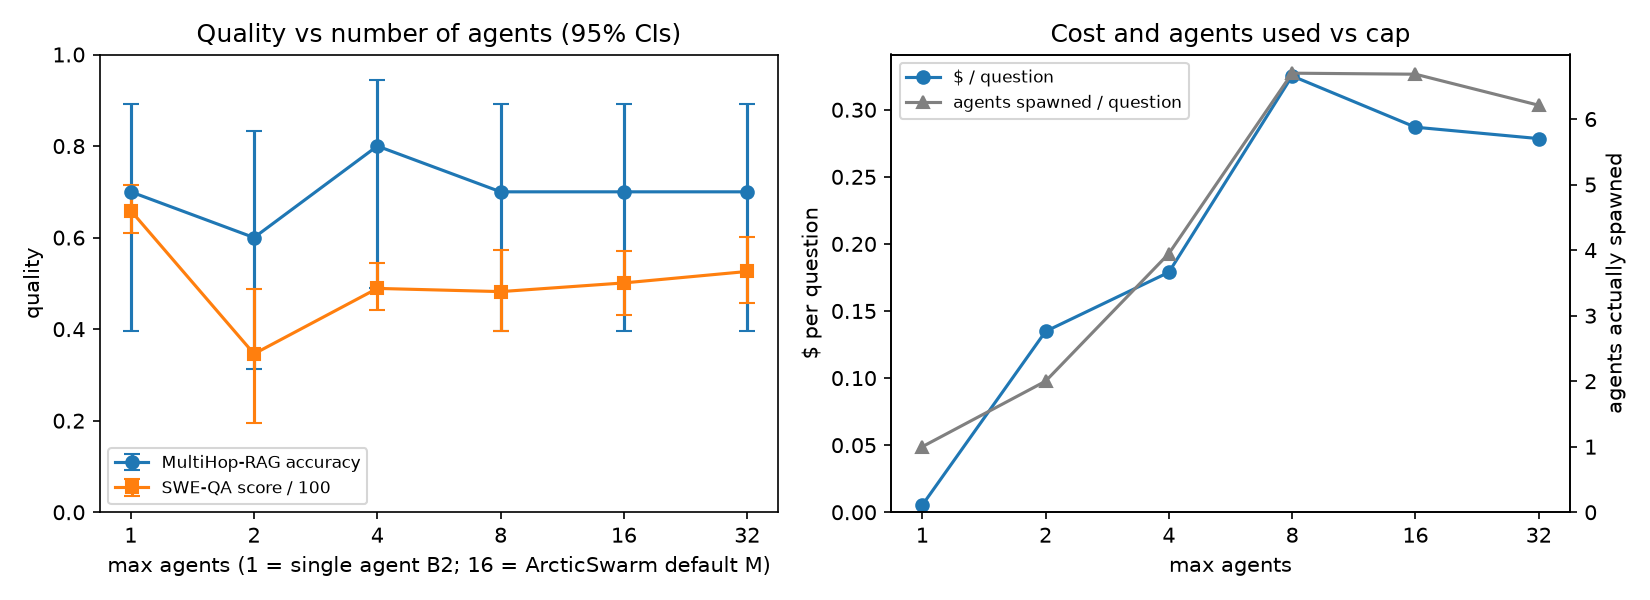 Quality vs number of agents (95% CIs)
1.0
0.8
0.6
0.4
0.2
0.0
quality
MultiHop-RAG accuracy
SWE-QA score / 100
1 2 4 8 16 32
max agents (1 = single agent B2; 16 = ArcticSwarm default M)
Cost and agents used vs cap
$ / question
agents spawned / question
0.30
0.25
0.20
0.15
0.10
0.05
0.00
$ per question
6
5
4
3
2
1
0
agents actually spawned
1 2 4 8 16 32
max agents